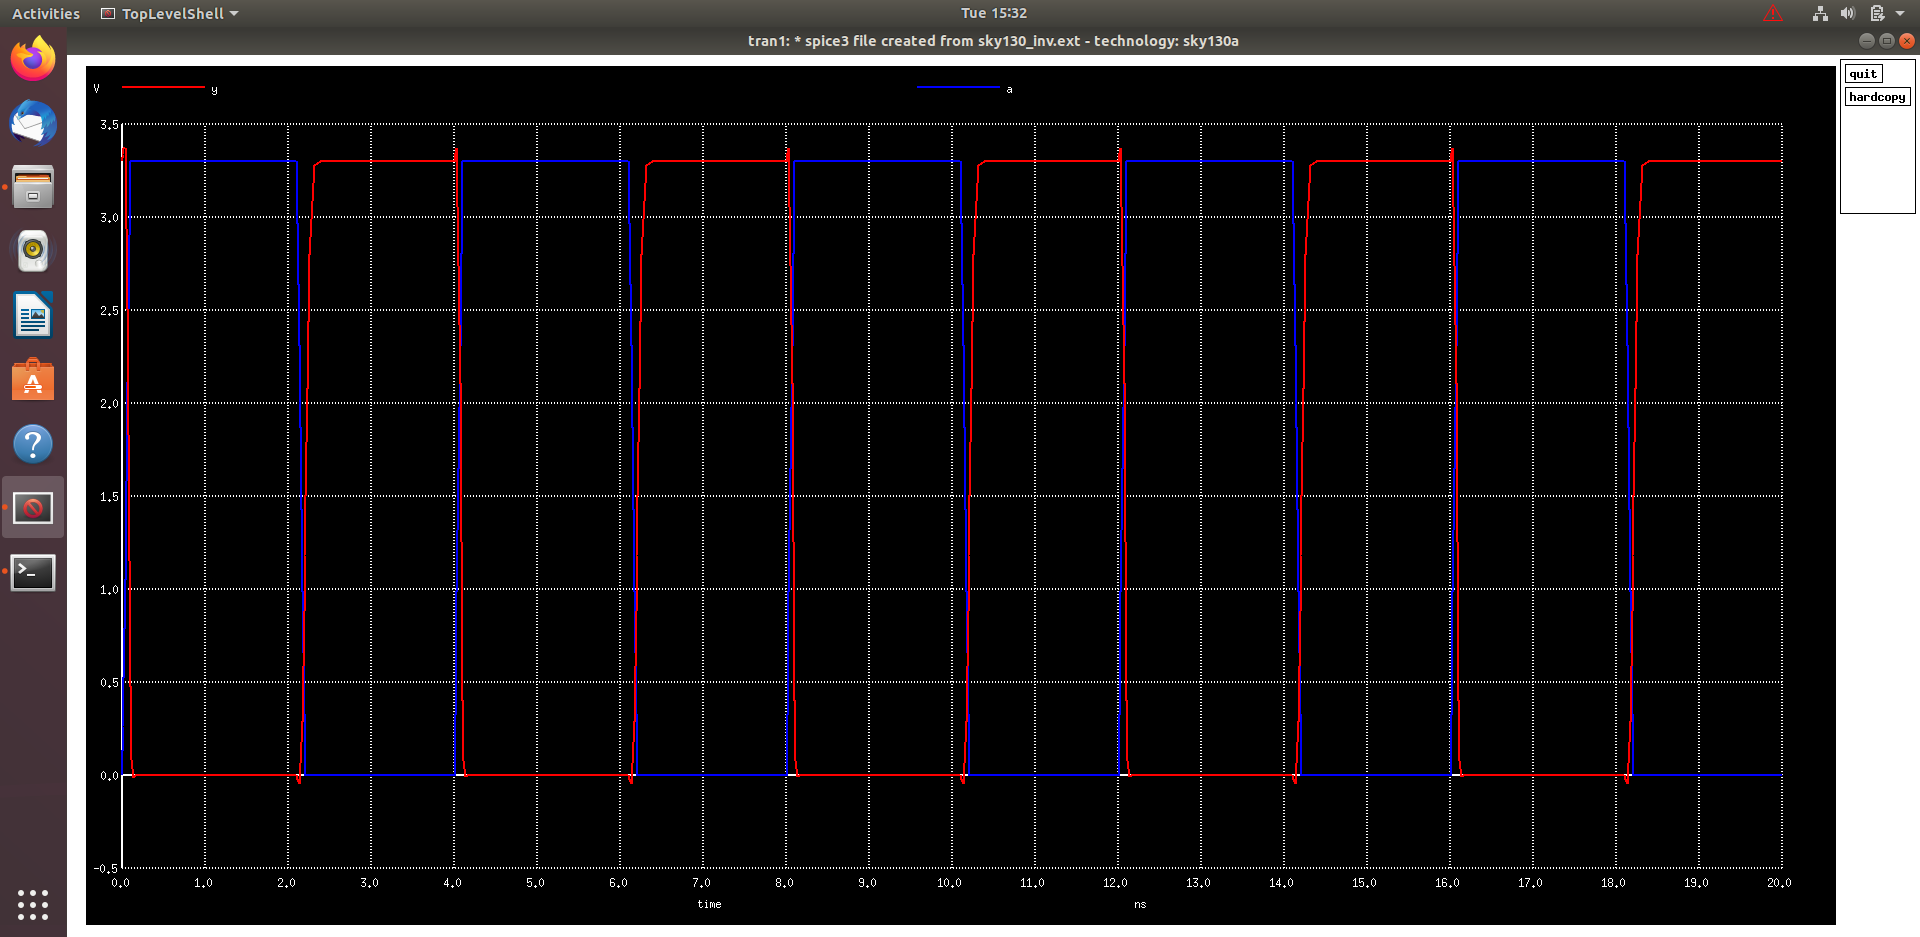 Activities TopLevelShell Tue 15:32
tran1: * spice3 file created from sky130_inv.ext - technology: sky130a
quit
hardcopy
V y a
3.5
3.0
2.5
2.0
1.5
1.0
0.5
0.0
-0.5
0.0 1.0 2.0 3.0 4.0 5.0 6.0 7.0 8.0 9.0 10.0 11.0 12.0 13.0 14.0 15.0 16.0 17.0 18.0 19.0 20.0
time ns